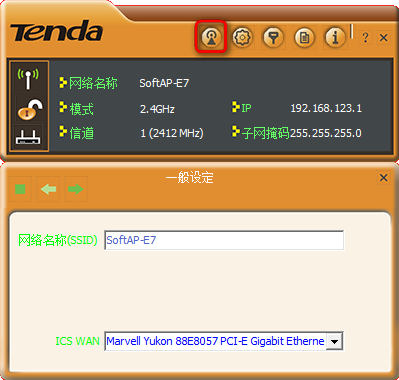 Tenda
? ×
网络名称 SoftAP-E7
模式 2.4GHz IP 192.168.123.1
信道 1 (2412 MHz) 子网掩码 255.255.255.0
一般设定 ×
网络名称(SSID) SoftAP-E7
ICS WAN Marvell Yukon 88E8057 PCI-E Gigabit Etherne